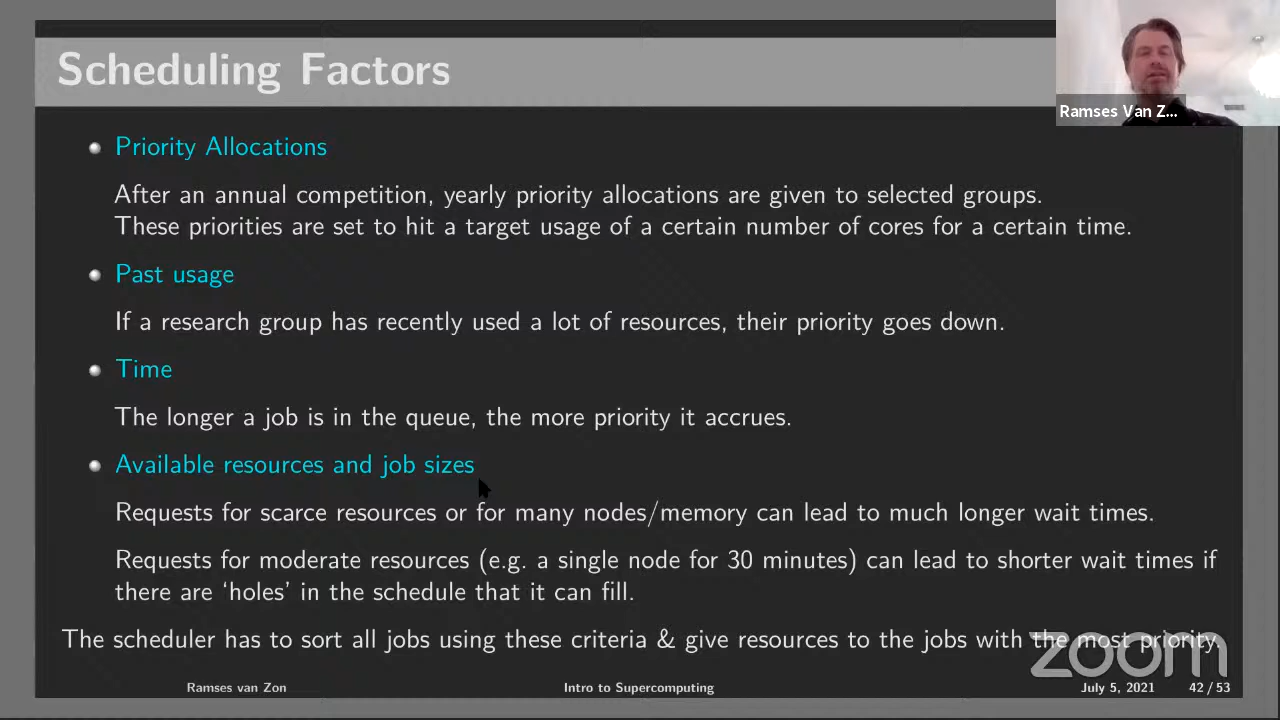 Scheduling Factors
Ramses Van Z...
Priority Allocations
After an annual competition, yearly priority allocations are given to selected groups.
These priorities are set to hit a target usage of a certain number of cores for a certain time.
Past usage
If a research group has recently used a lot of resources, their priority goes down.
Time
The longer a job is in the queue, the more priority it accrues.
Available resources and job sizes
Requests for scarce resources or for many nodes/memory can lead to much longer wait times.
Requests for moderate resources (e.g. a single node for 30 minutes) can lead to shorter wait times if
there are ‘holes’ in the schedule that it can fill.
The scheduler has to sort all jobs using these criteria & give resources to the jobs with the most priority.
zoom
Ramses van Zon Intro to Supercomputing July 5, 2021 42 / 53